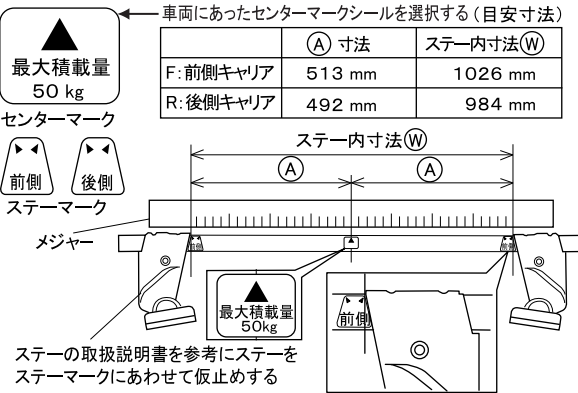 車両にあったセンターマークシールを選択する(目安寸法)
▲
最大積載量
50 kg
センターマーク
Ⓐ 寸法 ステー内寸法Ⓦ
F:前側キャリア 513 mm 1026 mm
R:後側キャリア 492 mm 984 mm
前側 後側
ステーマーク
ステー内寸法Ⓦ
Ⓐ Ⓐ
メジャー
前側 ▲ 前側
▲
最大積載量
50kg
前側
ステーの取扱説明書を参考にステーを
ステーマークにあわせて仮止めする